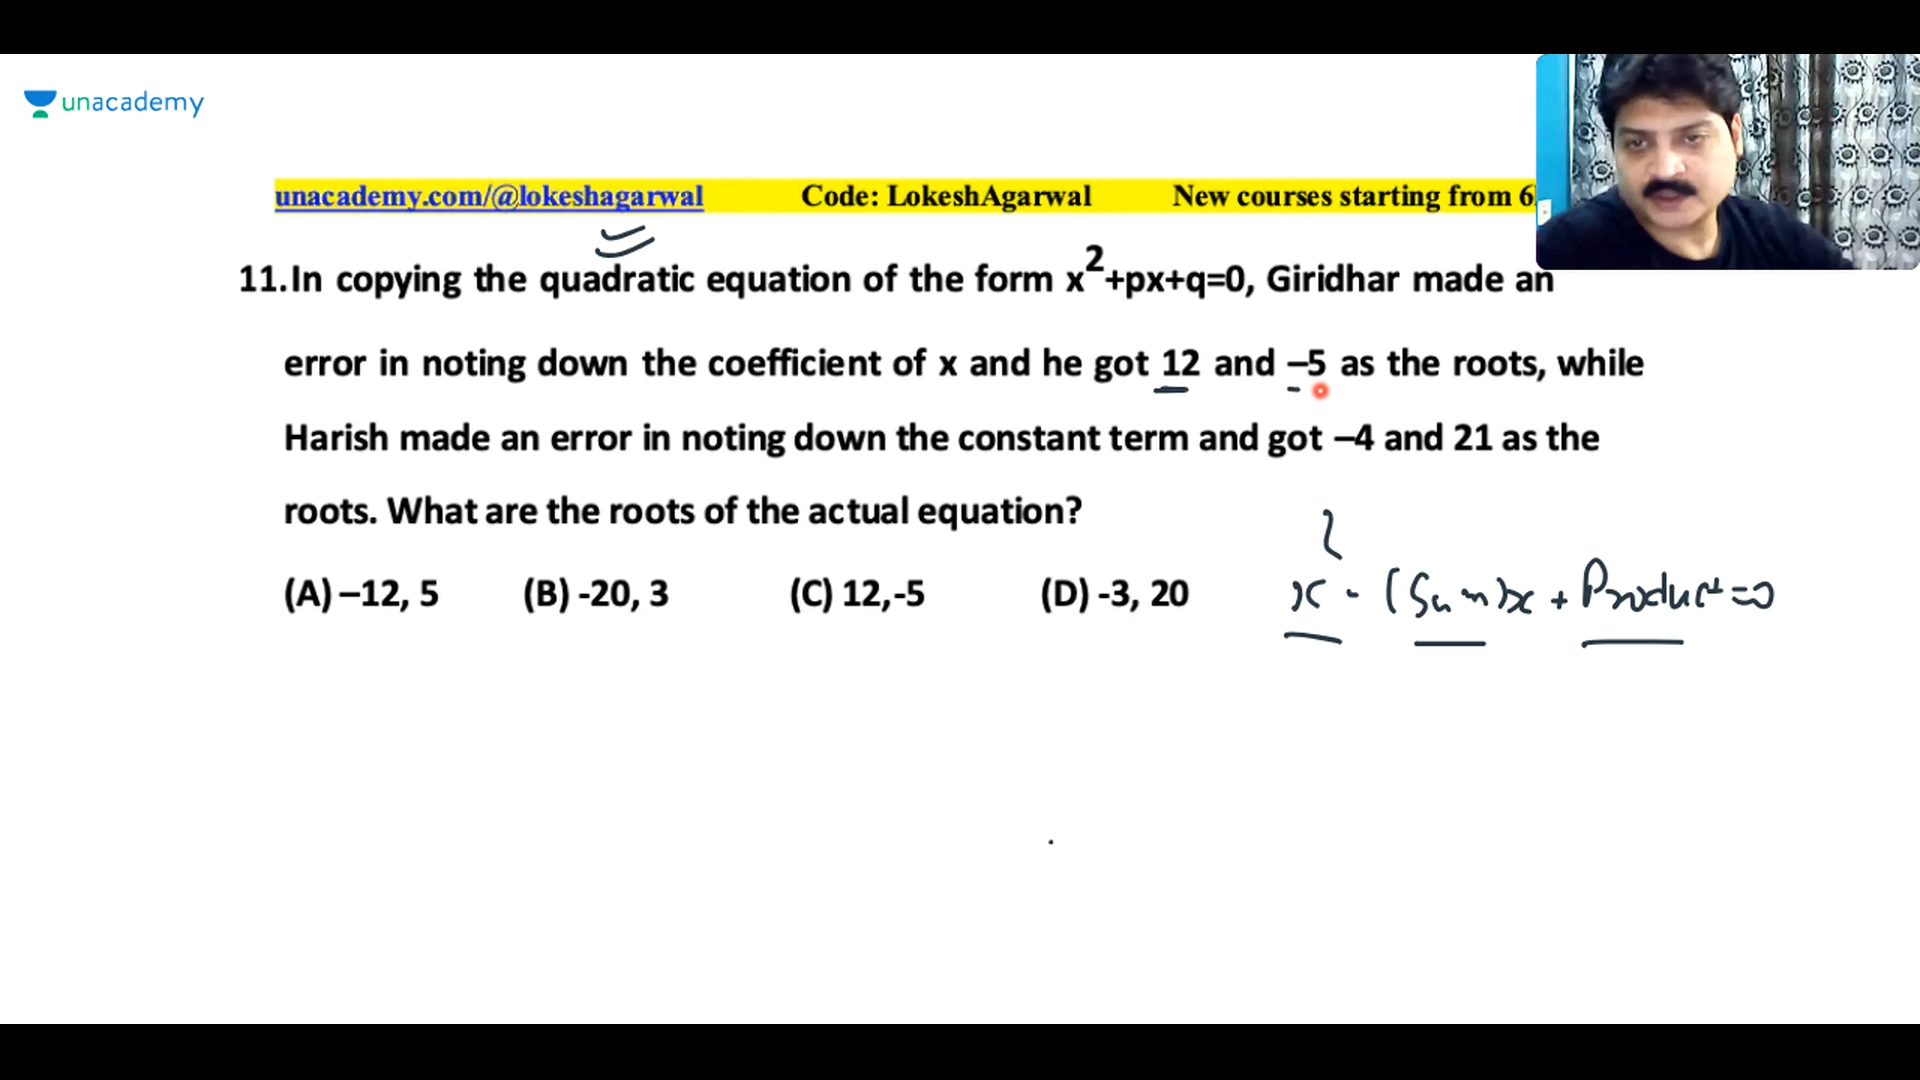 unacademy
unacademy.com/@lokeshagarwal Code: LokeshAgarwal New courses starting from 6
11.In copying the quadratic equation of the form x²+px+q=0, Giridhar made an
error in noting down the coefficient of x and he got 12 and –5 as the roots, while
Harish made an error in noting down the constant term and got –4 and 21 as the
roots. What are the roots of the actual equation?
(A) –12, 5 (B) -20, 3 (C) 12,-5 (D) -3, 20
x² - (Sum)x + Product=0